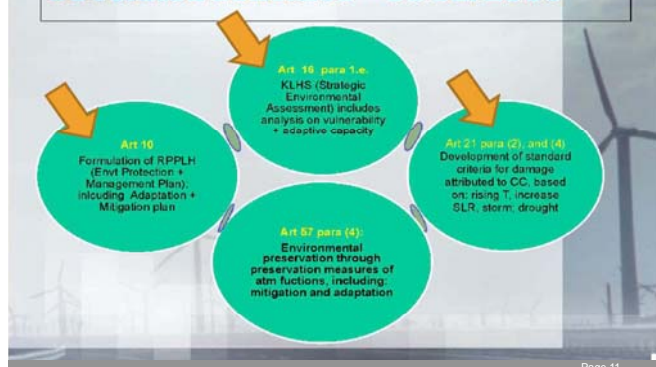 Art 16 para 1.e.
KLHS (Strategic
Environmental
Assessment) includes
analysis on vulnerability
+ adaptive capacity
Art 10
Formulation of RPPLH
(Envt Protection +
Management Plan);
inlcuding Adaptation +
Mitigation plan
Art 21 para (2), and (4)
Development of standard
criteria for damage
attributed to CC, based
on: rising T, increase
SLR, storm; drought
Art 57 para (4):
Environmental
preservation through
preservation measures of
atm fuctions, including:
mitigation and adaptation